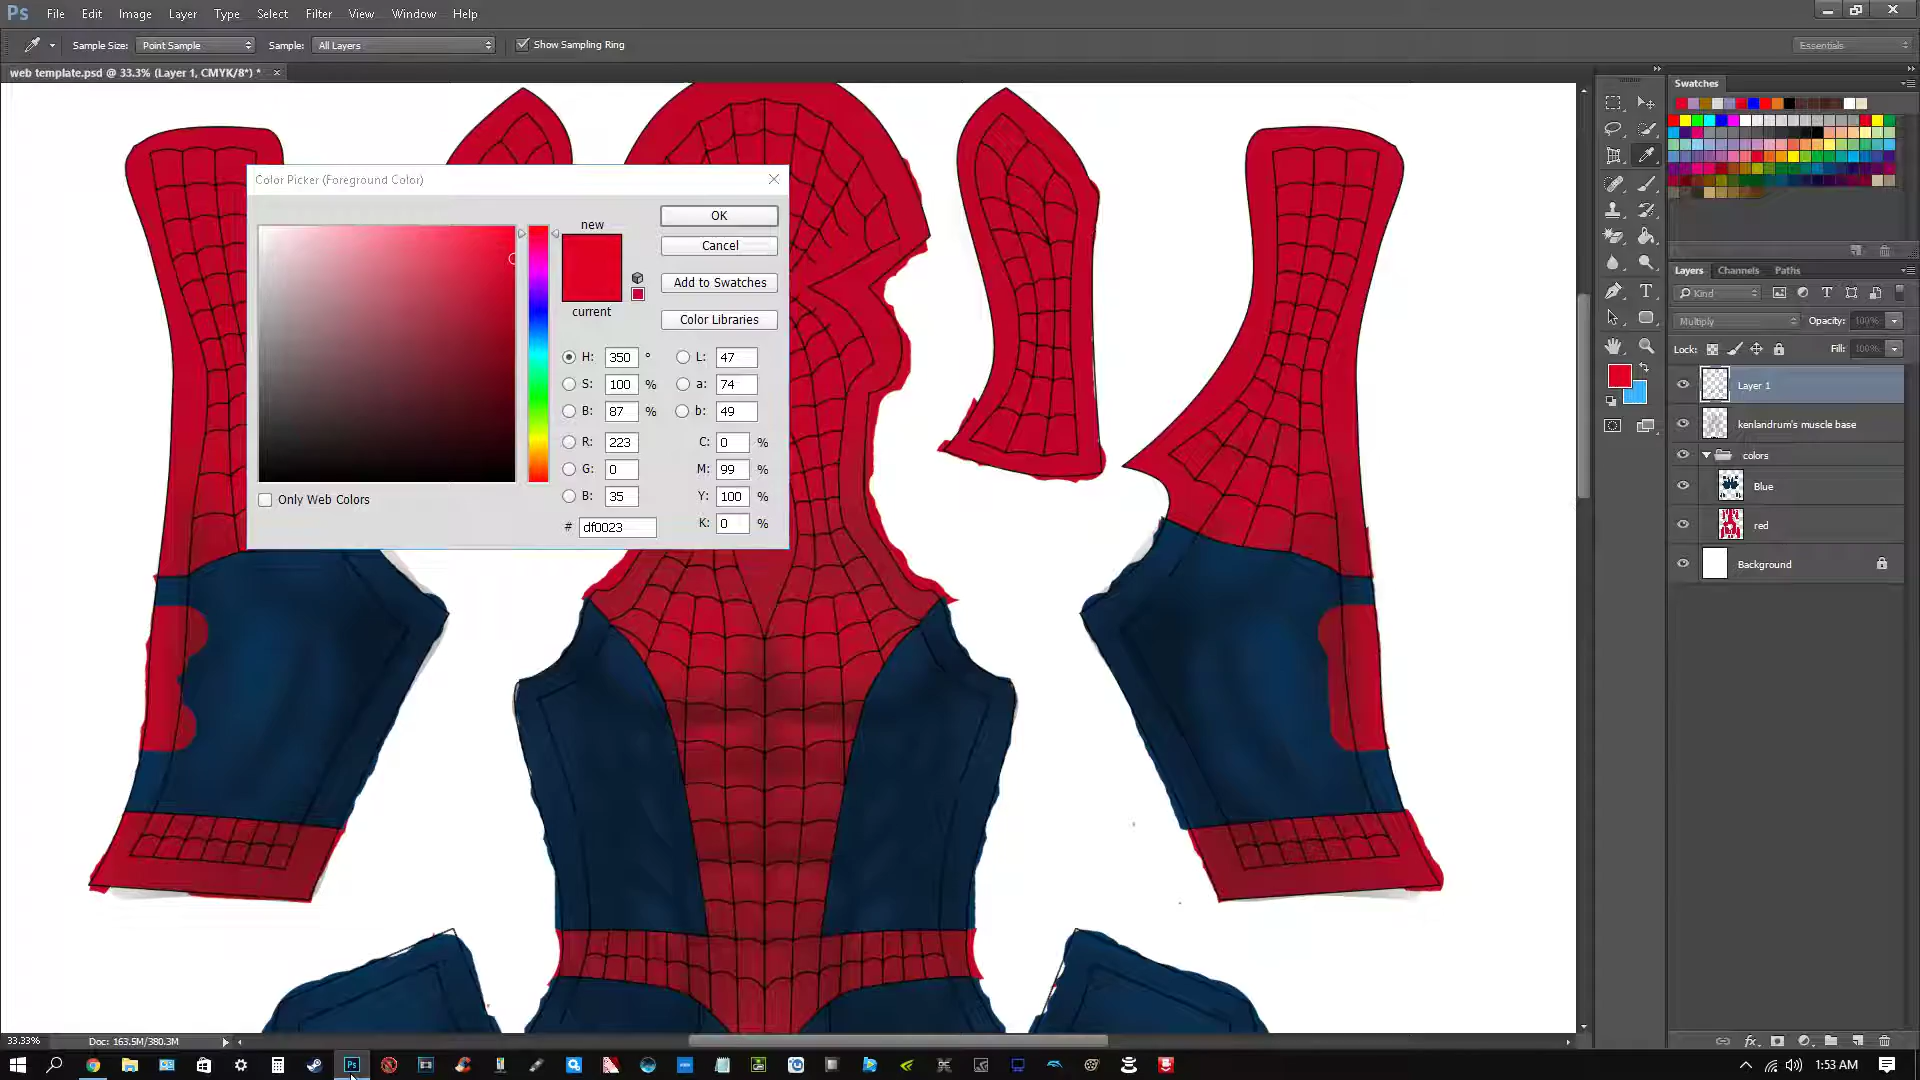 Ps File Edit Image Layer Type Select Filter View Window Help
Sample Size: Point Sample Sample: All Layers Show Sampling Ring Essentials
web template.psd @ 33.3% (Layer 1, CMYK/8*) *
Swatches
Color Picker (Foreground Color)
new
OK
Cancel
Add to Swatches
current
Color Libraries
H: 350 ° L: 47
S: 100 % a: 74
B: 87 % b: 49
R: 223 C: 0 %
G: 0 M: 99 %
B: 35 Y: 100 %
# df0023 K: 0 %
Only Web Colors
Layers Channels Paths
Kind
Multiply Opacity: 100%
Lock: Fill: 100%
Layer 1
kenlandrum's muscle base
colors
Blue
red
Background
33.33% Doc: 163.5M/380.3M
Ps
1:53 AM